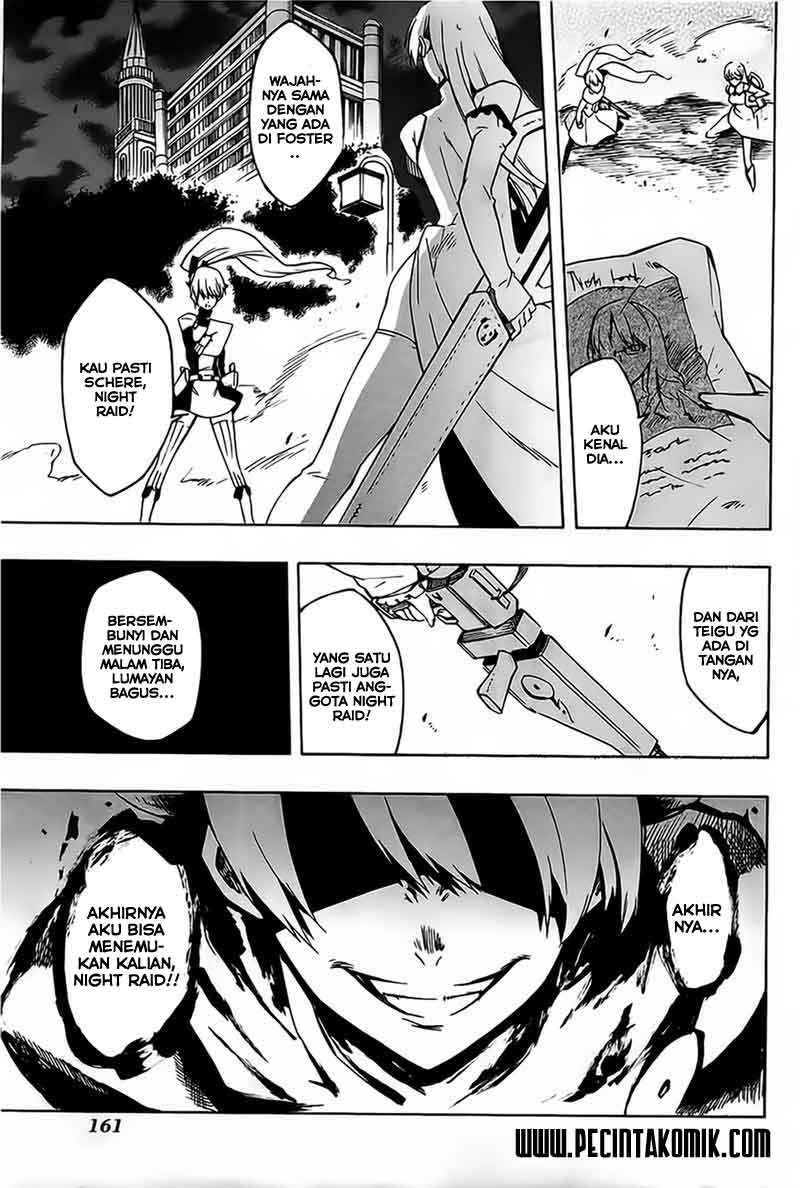 AKU
KENAL
DIA...
WAJAH-
NYA SAMA
DENGAN
YANG ADA
DI FOSTER
..
KAU PASTI
SCHERE,
NIGHT
RAID!
DAN DARI
TEIGU YG
ADA DI
TANGAN
NYA,
YANG SATU
LAGI JUGA
PASTI ANG-
GOTA NIGHT
RAID!
BERSEM-
BUNYI DAN
MENUNGGU
MALAM TIBA,
LUMAYAN
BAGUS...
AKHIR
NYA...
AKHIRNYA
AKU BISA
MENEMU-
KAN KALIAN,
NIGHT RAID!!
161
WWW.PECINTAKOMIK.COM